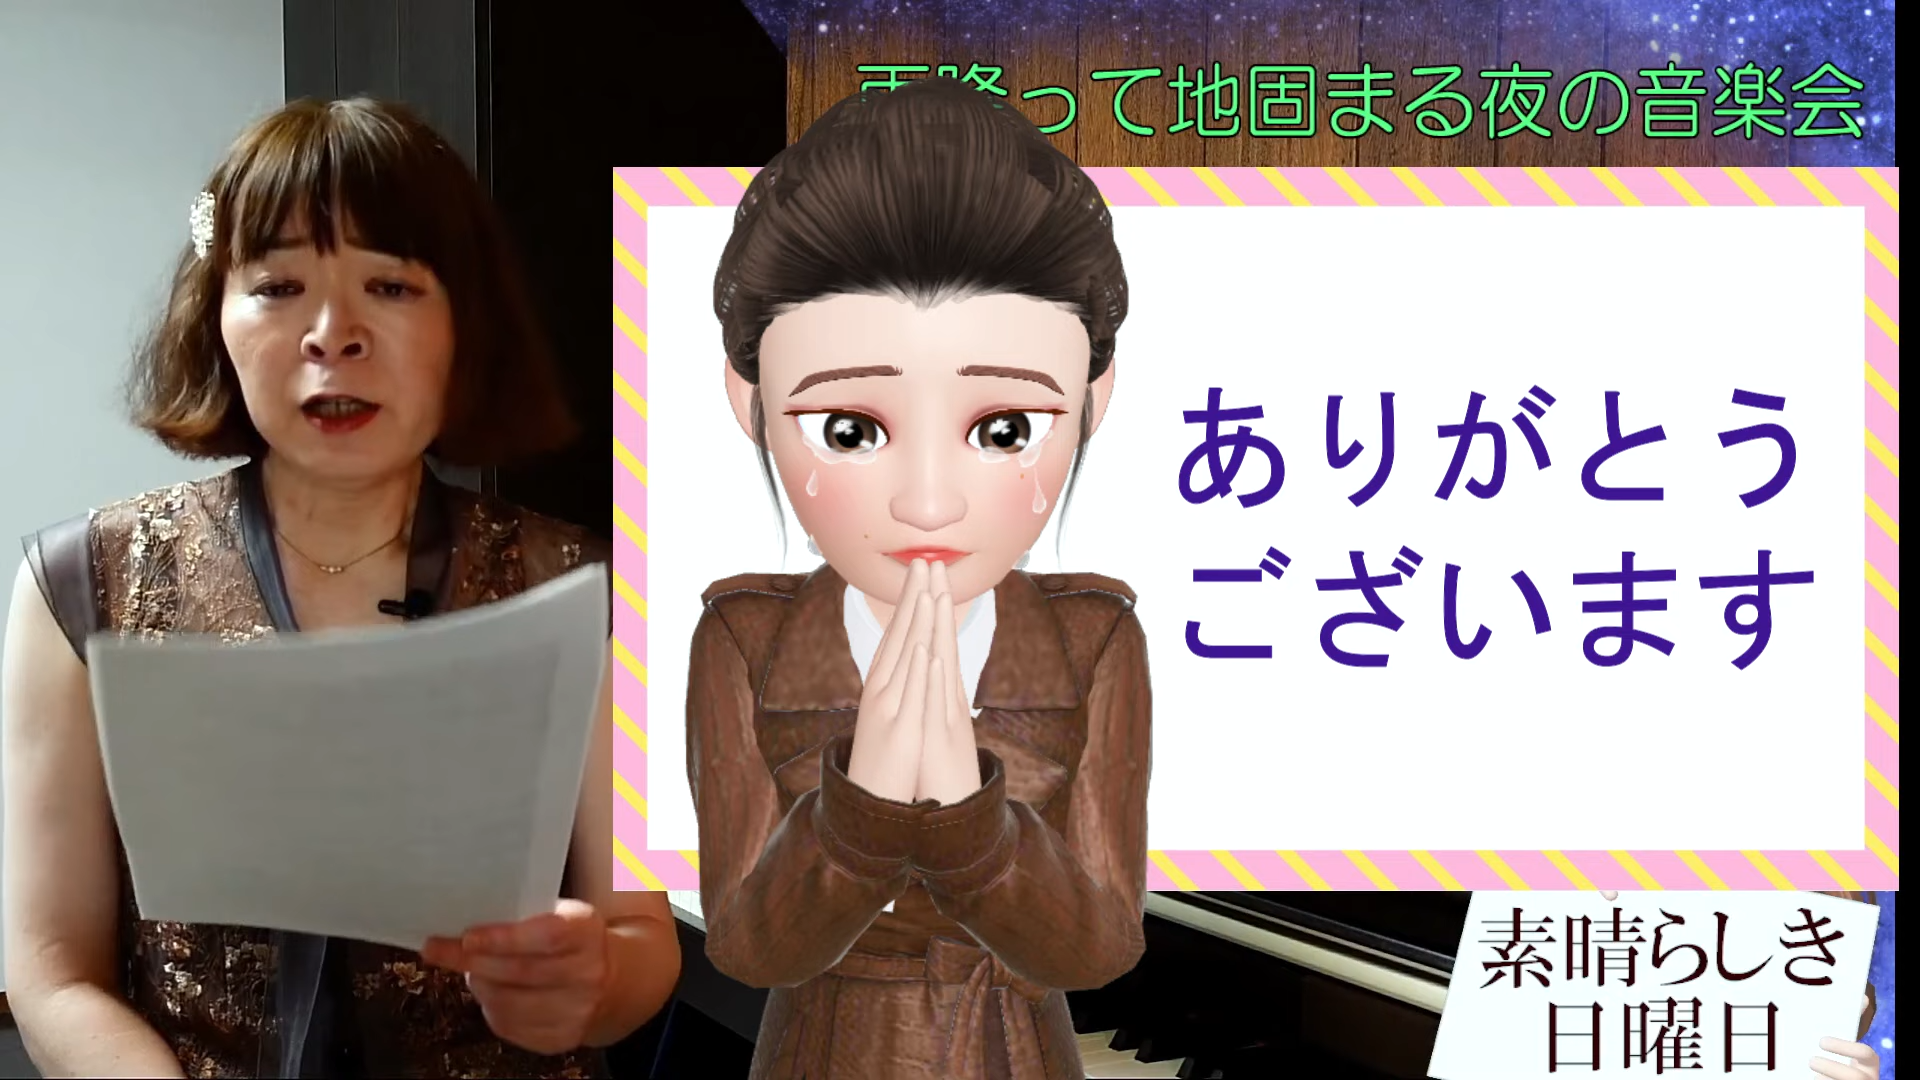 雨降って地固まる夜の音楽会
ありがとう
ございます
素晴らしき
日曜日